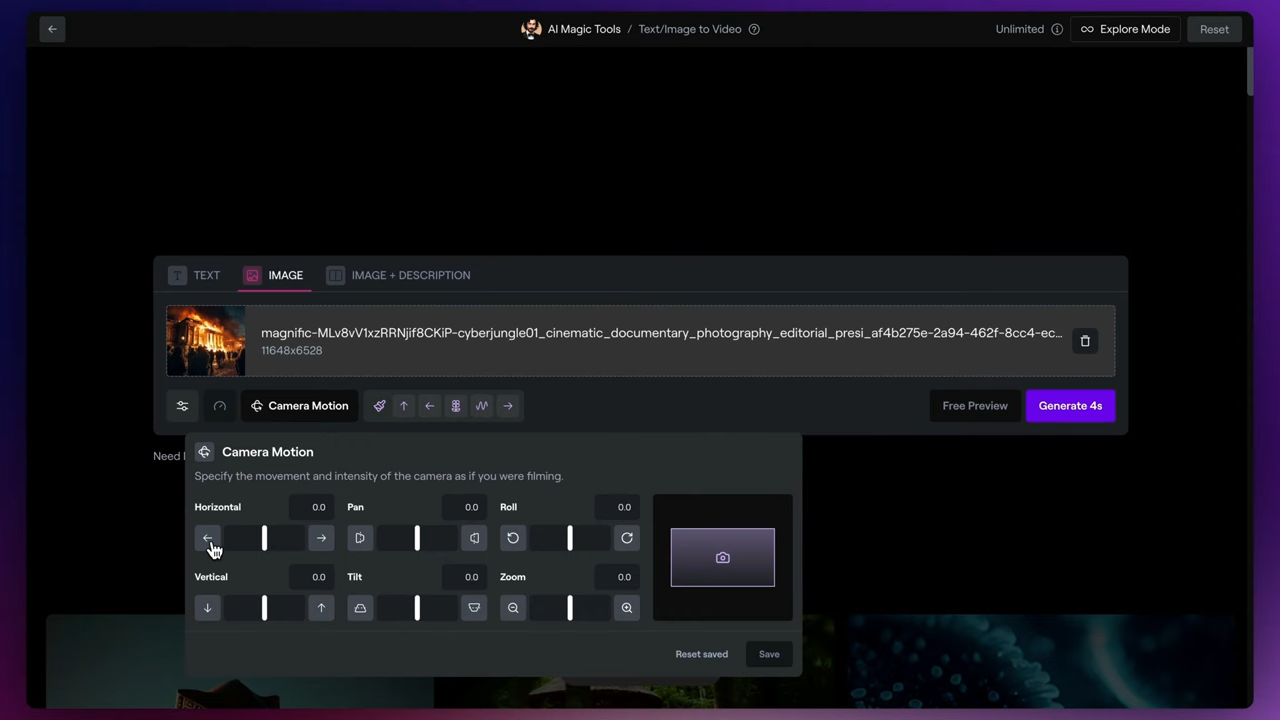 AI Magic Tools / Text/Image to Video
Unlimited
Explore Mode
Reset
TEXT
IMAGE
IMAGE + DESCRIPTION
magnific-MLv8vV1xzRRNjif8CKiP-cyberjungle01_cinematic_documentary_photography_editorial_presi_af4b275e-2a94-462f-8cc4-ec...
11648x6528
Camera Motion
Free Preview
Generate 4s
Need
Camera Motion
Specify the movement and intensity of the camera as if you were filming.
Horizontal 0.0 Pan 0.0 Roll 0.0
Vertical 0.0 Tilt 0.0 Zoom 0.0
Reset saved
Save